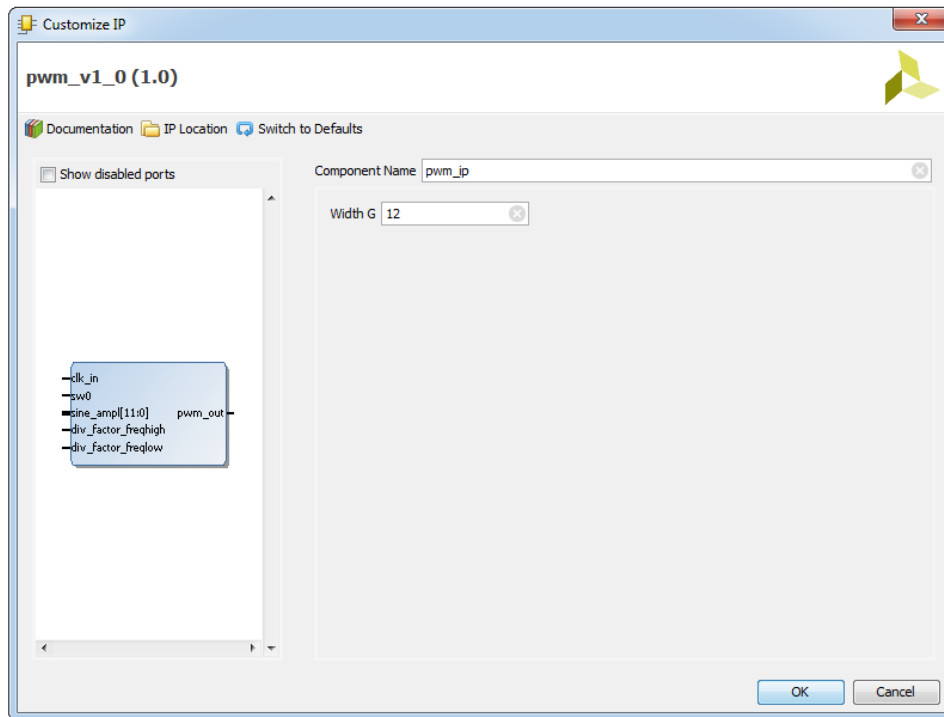 Customize IP
pwm_v1_0 (1.0)
Documentation IP Location Switch to Defaults
Show disabled ports
Component Name pwm_ip
Width G 12
clk_in
sw0
sine_ampl[11:0] pwm_out
div_factor_freqhigh
div_factor_freqlow
OK Cancel